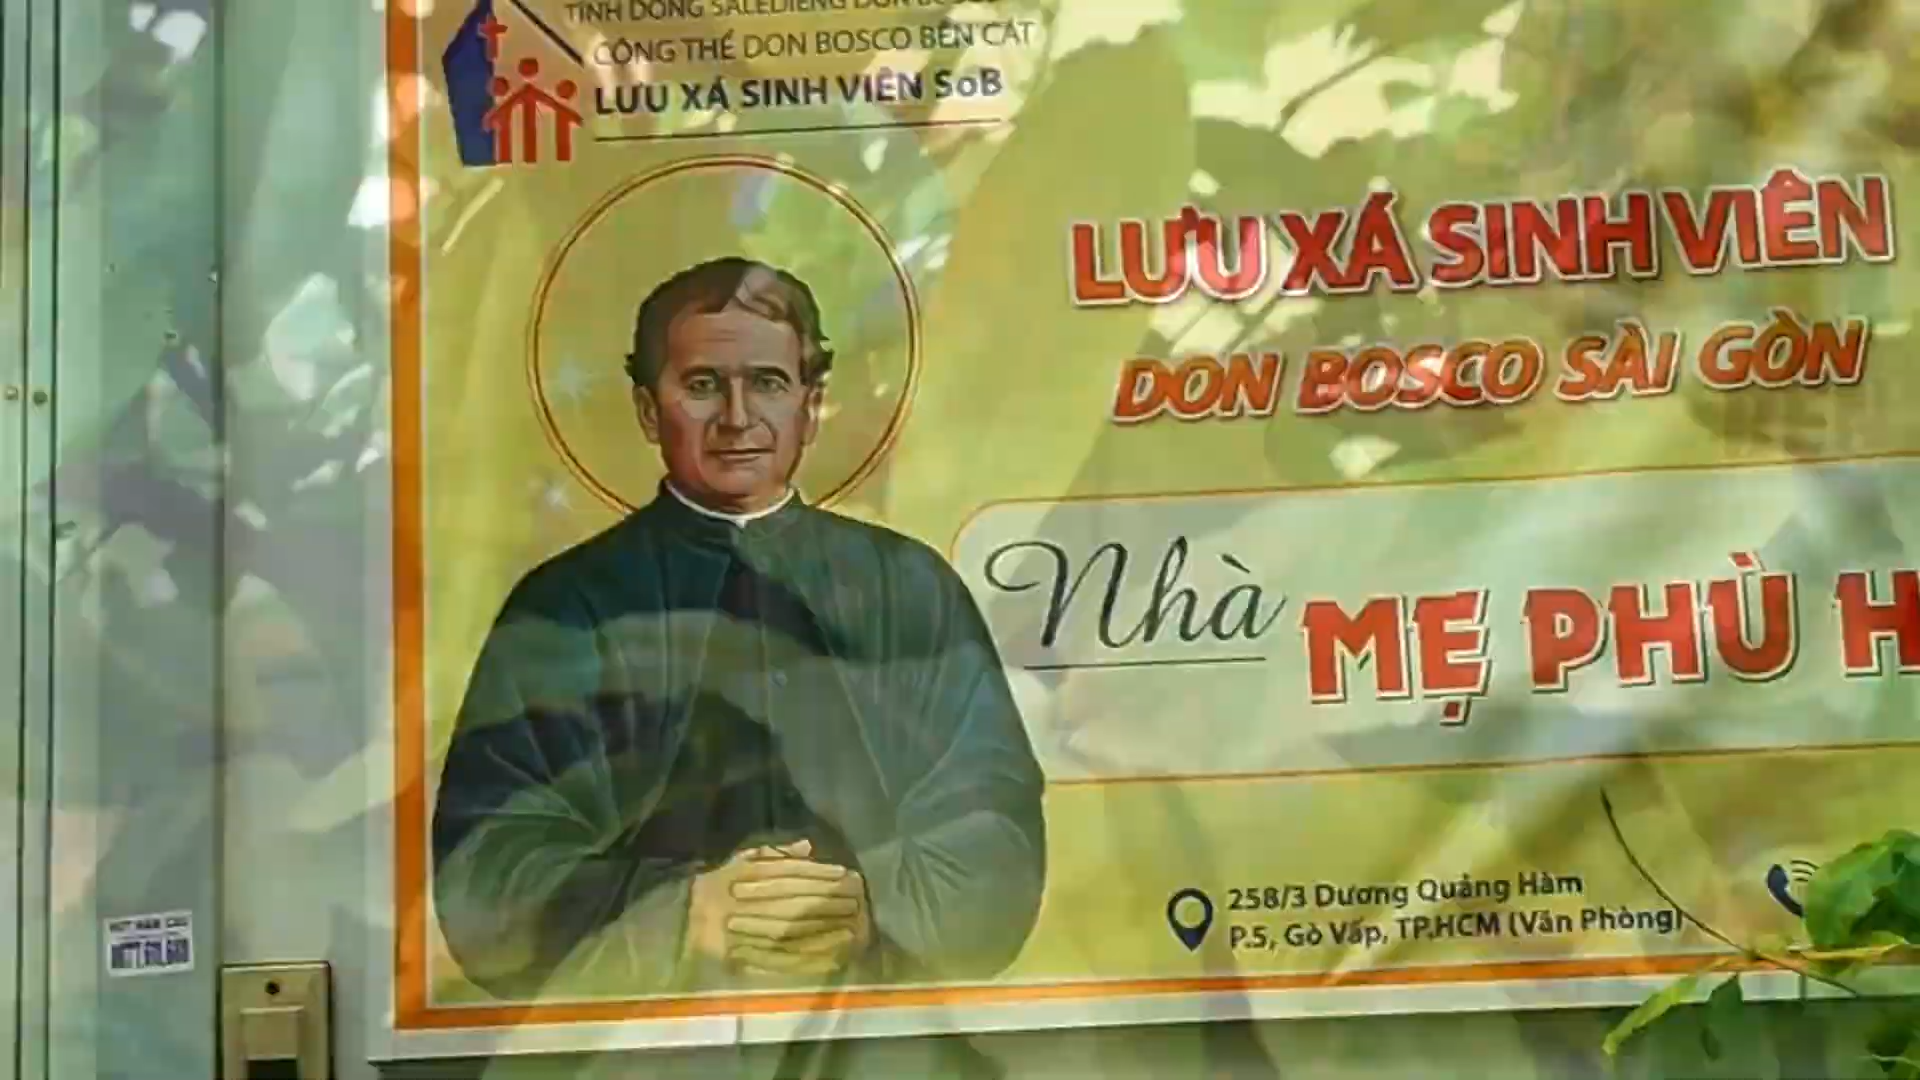 TỈNH DÒNG SALÊDIÊNG DON BOSCO
CỘNG THỂ DON BOSCO BẾN CÁT
LƯU XÁ SINH VIÊN SoB
LƯU XÁ SINH VIÊN
DON BOSCO SÀI GÒN
Nhà MẸ PHÙ H
258/3 Dương Quảng Hàm
P.5, Gò Vấp, TP.HCM (Văn Phòng)